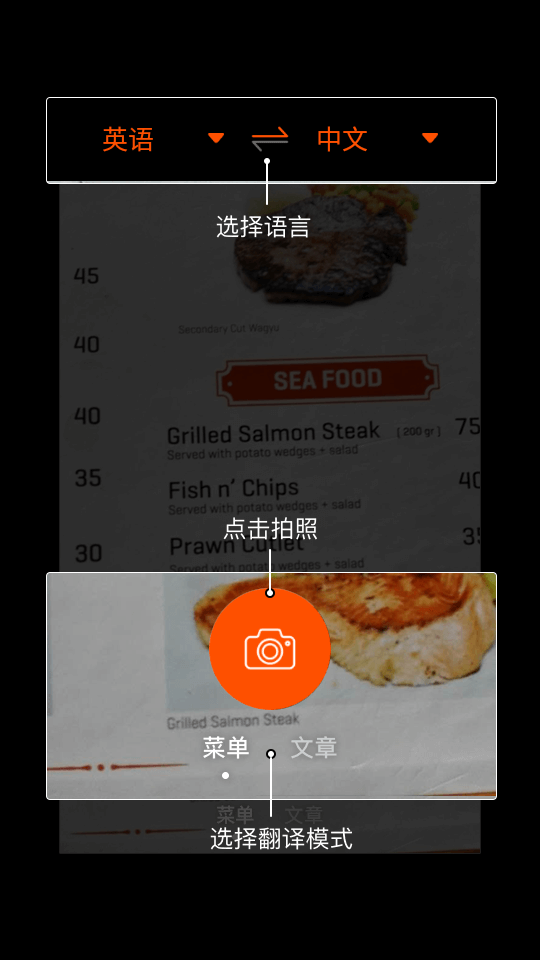 英语
中文
选择语言
45
Secondary Cut Wagyu
40
SEA FOOD
40
Grilled Salmon Steak ( 200 gr ) 75
Served with potato wedges + salad
35
Fish n' Chips 40
Served with potato wedges + salad
点击拍照
30
Prawn Cutlet 35
Served with potato wedges + salad
Grilled Salmon Steak
菜单
文章
菜单
文章
选择翻译模式